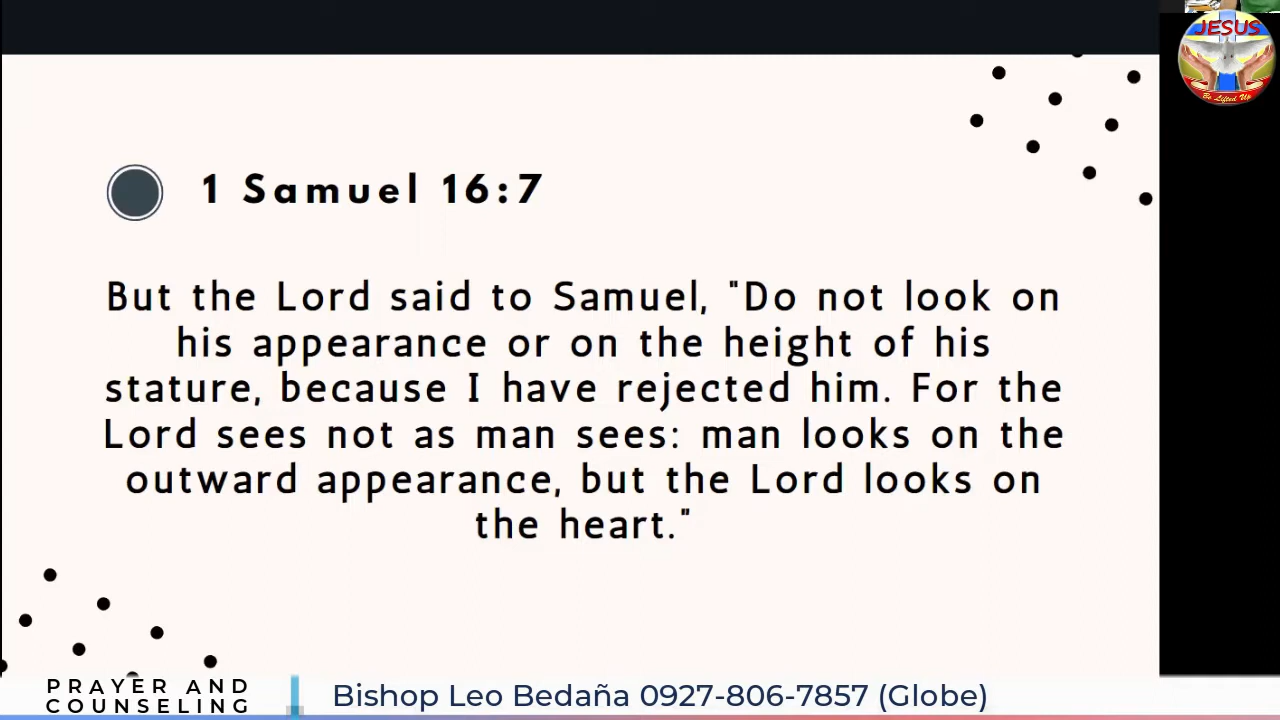 JESUS
Be Lifted Up
1 Samuel 16:7
But the Lord said to Samuel, "Do not look on
his appearance or on the height of his
stature, because I have rejected him. For the
Lord sees not as man sees: man looks on the
outward appearance, but the Lord looks on
the heart."
PRAYER AND
COUNSELING
Bishop Leo Bedaña 0927-806-7857 (Globe)